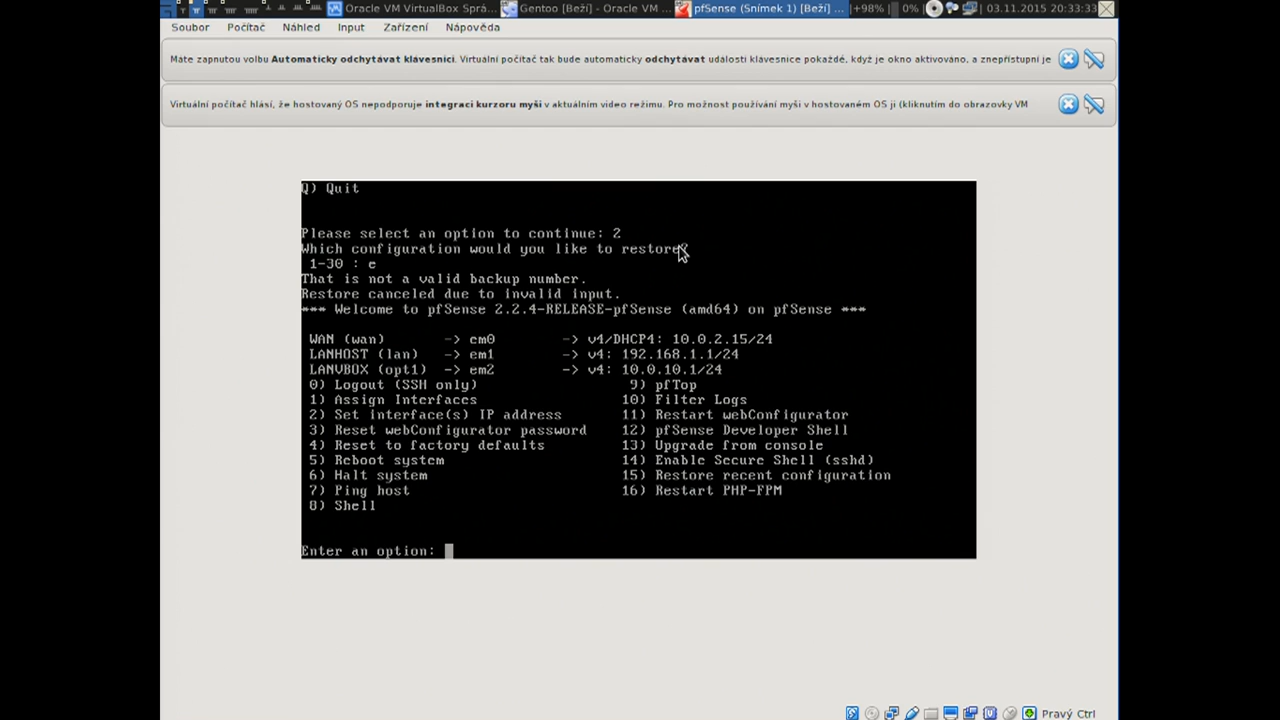 Oracle VM VirtualBox Sprá...
Gentoo [Beží] - Oracle VM ...
pfSense (Snímek 1) [Beží] ...
+98%
0%
03.11.2015 20:33:33
Soubor Počítač Náhled Input Zařízení Nápověda
Máte zapnutou volbu Automaticky odchytávat klávesnici. Virtuální počítač tak bude automaticky odchytávat události klávesnice pokaždé, když je okno aktivováno, a znepřístupní je
Virtuální počítač hlásí, že hostovaný OS nepodporuje integraci kurzoru myši v aktuálním video režimu. Pro možnost používání myši v hostovaném OS ji (kliknutím do obrazovky VM
Q) Quit
Please select an option to continue: 2
Which configuration would you like to restore?
1-30 : e
That is not a valid backup number.
Restore canceled due to invalid input.
*** Welcome to pfSense 2.2.4-RELEASE-pfSense (amd64) on pfSense ***
WAN (wan) -> em0 -> v4/DHCP4: 10.0.2.15/24
LANHOST (lan) -> em1 -> v4: 192.168.1.1/24
LANVBOX (opt1) -> em2 -> v4: 10.0.10.1/24
0) Logout (SSH only) 9) pfTop
1) Assign Interfaces 10) Filter Logs
2) Set interface(s) IP address 11) Restart webConfigurator
3) Reset webConfigurator password 12) pfSense Developer Shell
4) Reset to factory defaults 13) Upgrade from console
5) Reboot system 14) Enable Secure Shell (sshd)
6) Halt system 15) Restore recent configuration
7) Ping host 16) Restart PHP-FPM
8) Shell
Enter an option:
Pravý Ctrl